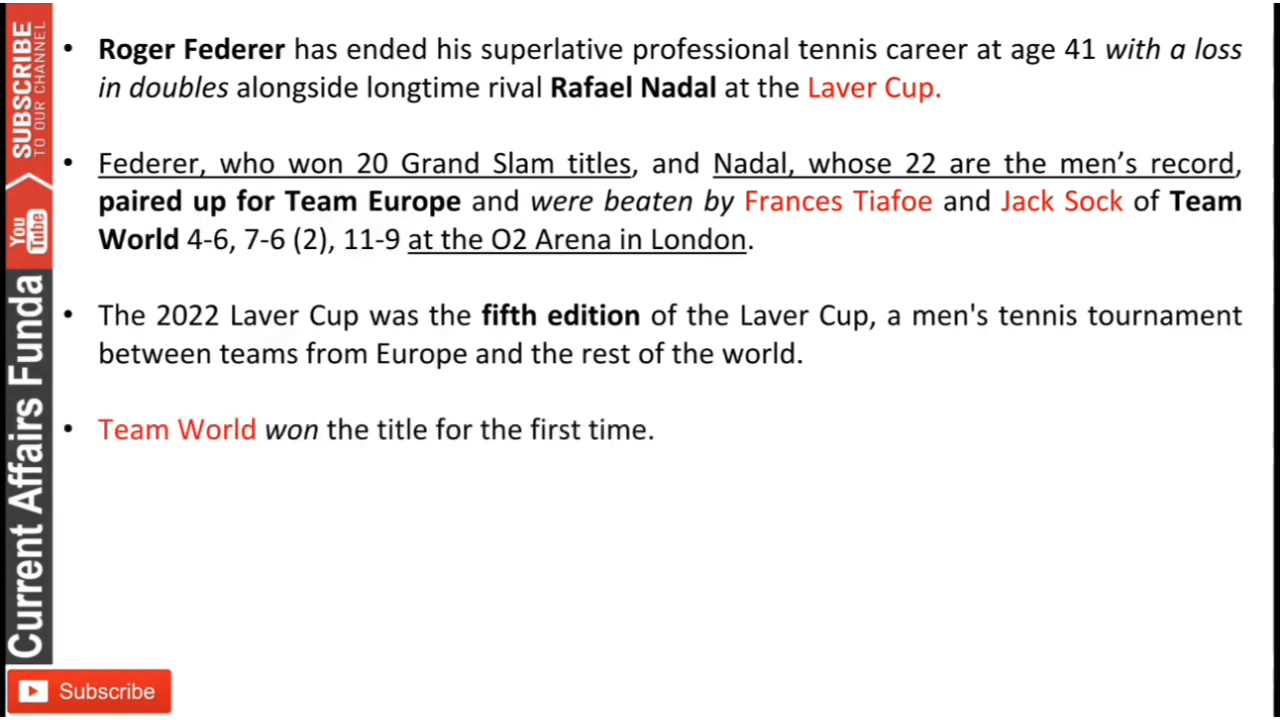 SUBSCRIBE
TO OUR CHANNEL
You
Tube
Current Affairs Funda
• Roger Federer has ended his superlative professional tennis career at age 41 with a loss
in doubles alongside longtime rival Rafael Nadal at the Laver Cup.
• Federer, who won 20 Grand Slam titles, and Nadal, whose 22 are the men’s record,
paired up for Team Europe and were beaten by Frances Tiafoe and Jack Sock of Team
World 4-6, 7-6 (2), 11-9 at the O2 Arena in London.
• The 2022 Laver Cup was the fifth edition of the Laver Cup, a men's tennis tournament
between teams from Europe and the rest of the world.
• Team World won the title for the first time.
Subscribe